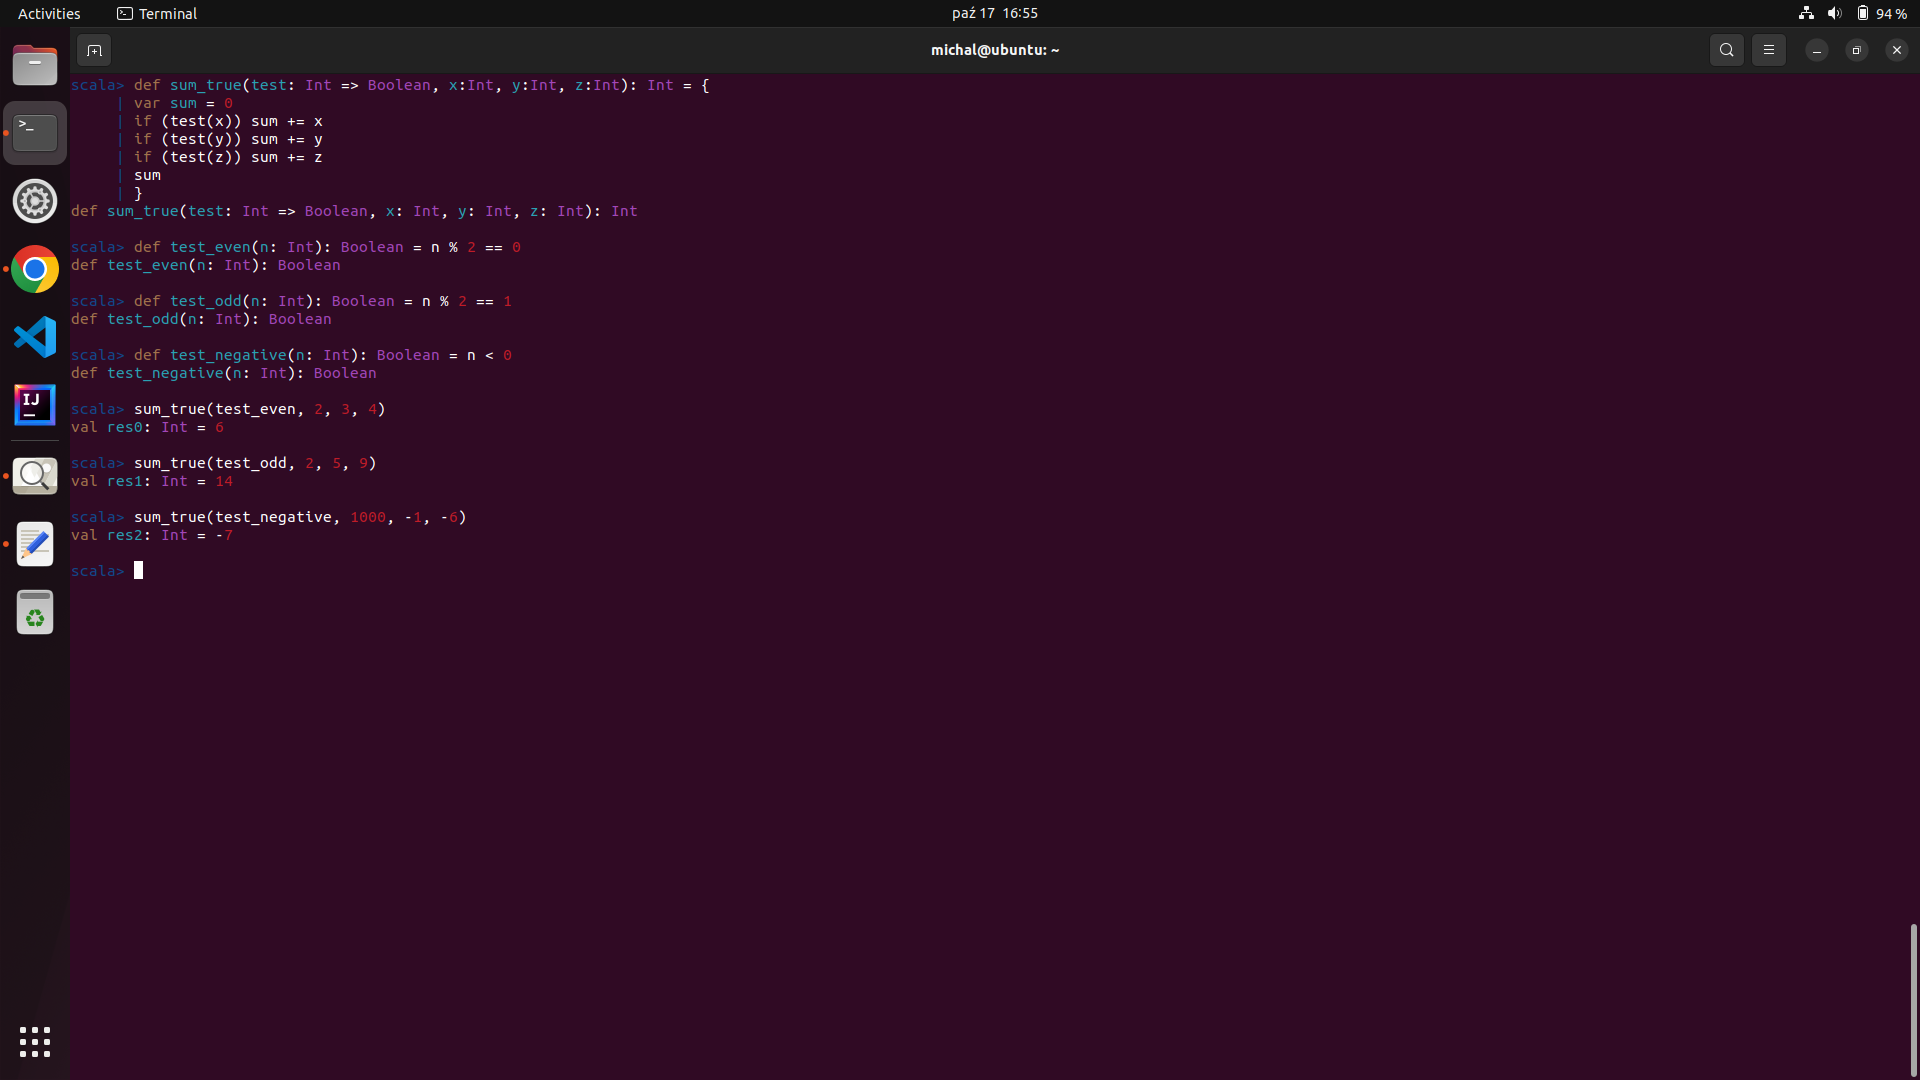 Activities Terminal paź 17 16:55 94 %
michal@ubuntu: ~
scala> def sum_true(test: Int => Boolean, x:Int, y:Int, z:Int): Int = {
| var sum = 0
| if (test(x)) sum += x
| if (test(y)) sum += y
| if (test(z)) sum += z
| sum
| }
def sum_true(test: Int => Boolean, x: Int, y: Int, z: Int): Int
scala> def test_even(n: Int): Boolean = n % 2 == 0
def test_even(n: Int): Boolean
scala> def test_odd(n: Int): Boolean = n % 2 == 1
def test_odd(n: Int): Boolean
scala> def test_negative(n: Int): Boolean = n < 0
def test_negative(n: Int): Boolean
scala> sum_true(test_even, 2, 3, 4)
val res0: Int = 6
scala> sum_true(test_odd, 2, 5, 9)
val res1: Int = 14
scala> sum_true(test_negative, 1000, -1, -6)
val res2: Int = -7
scala>
>_
IJ